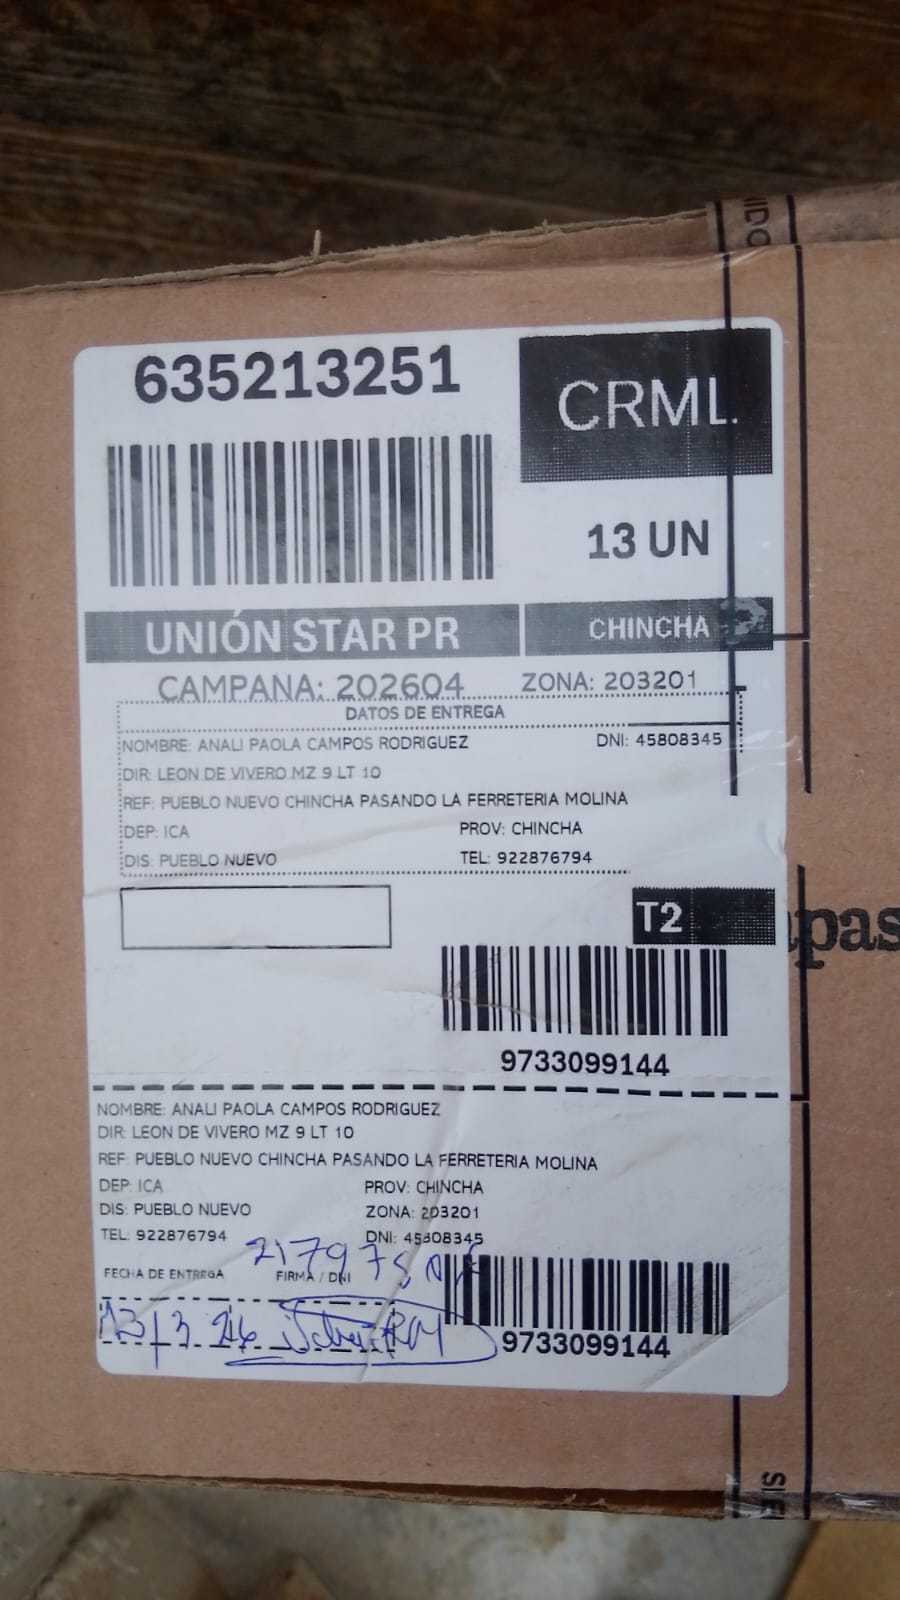 IDO
635213251
CRML
13 UN
UNIÓN STAR PR
CHINCHA
CAMPANA: 202604
ZONA: 203201
DATOS DE ENTREGA
NOMBRE: ANALI PAOLA CAMPOS RODRIGUEZ DNI: 45808345
DIR: LEON DE VIVERO MZ 9 LT 10
REF: PUEBLO NUEVO CHINCHA PASANDO LA FERRETERIA MOLINA
DEP: ICA PROV: CHINCHA
DIS: PUEBLO NUEVO TEL: 922876794
T2
pas
9733099144
NOMBRE: ANALI PAOLA CAMPOS RODRIGUEZ
DIR: LEON DE VIVERO MZ 9 LT 10
REF: PUEBLO NUEVO CHINCHA PASANDO LA FERRETERIA MOLINA
DEP: ICA PROV: CHINCHA
DIS: PUEBLO NUEVO ZONA: 203201
TEL: 922876794 DNI: 45808345
FECHA DE ENTREGA FIRMA / DNI
9733099144
SIE